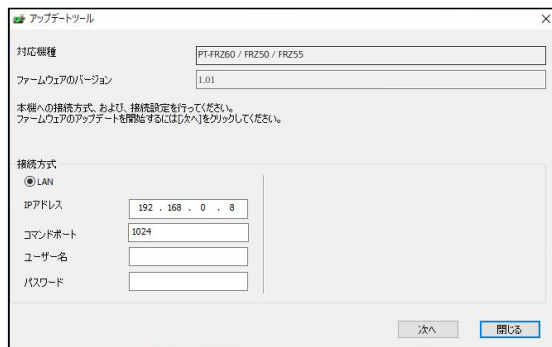 アップデートツール
対応機種
PT-FRZ60 / FRZ50 / FRZ55
ファームウェアのバージョン
1.01
本機への接続方式、および、接続設定を行ってください。
ファームウェアのアップデートを開始するには[次へ]をクリックしてください。
接続方式
LAN
IPアドレス
192 . 168 . 0 . 8
コマンドポート
1024
ユーザー名
パスワード
次へ
閉じる